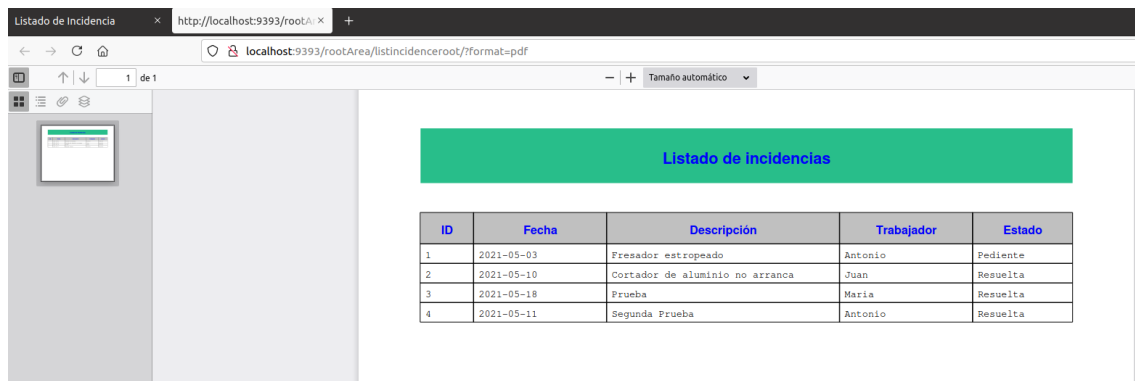 Listado de Incidencia × http://localhost:9393/rootAr × +
localhost:9393/rootArea/listincidenceroot/?format=pdf
1 de 1 Tamaño automático
Listado de incidencias
ID Fecha Descripción Trabajador Estado
1 2021-05-03 Fresador estropeado Antonio Pediente
2 2021-05-10 Cortador de aluminio no arranca Juan Resuelta
3 2021-05-18 Prueba Maria Resuelta
4 2021-05-11 Segunda Prueba Antonio Resuelta